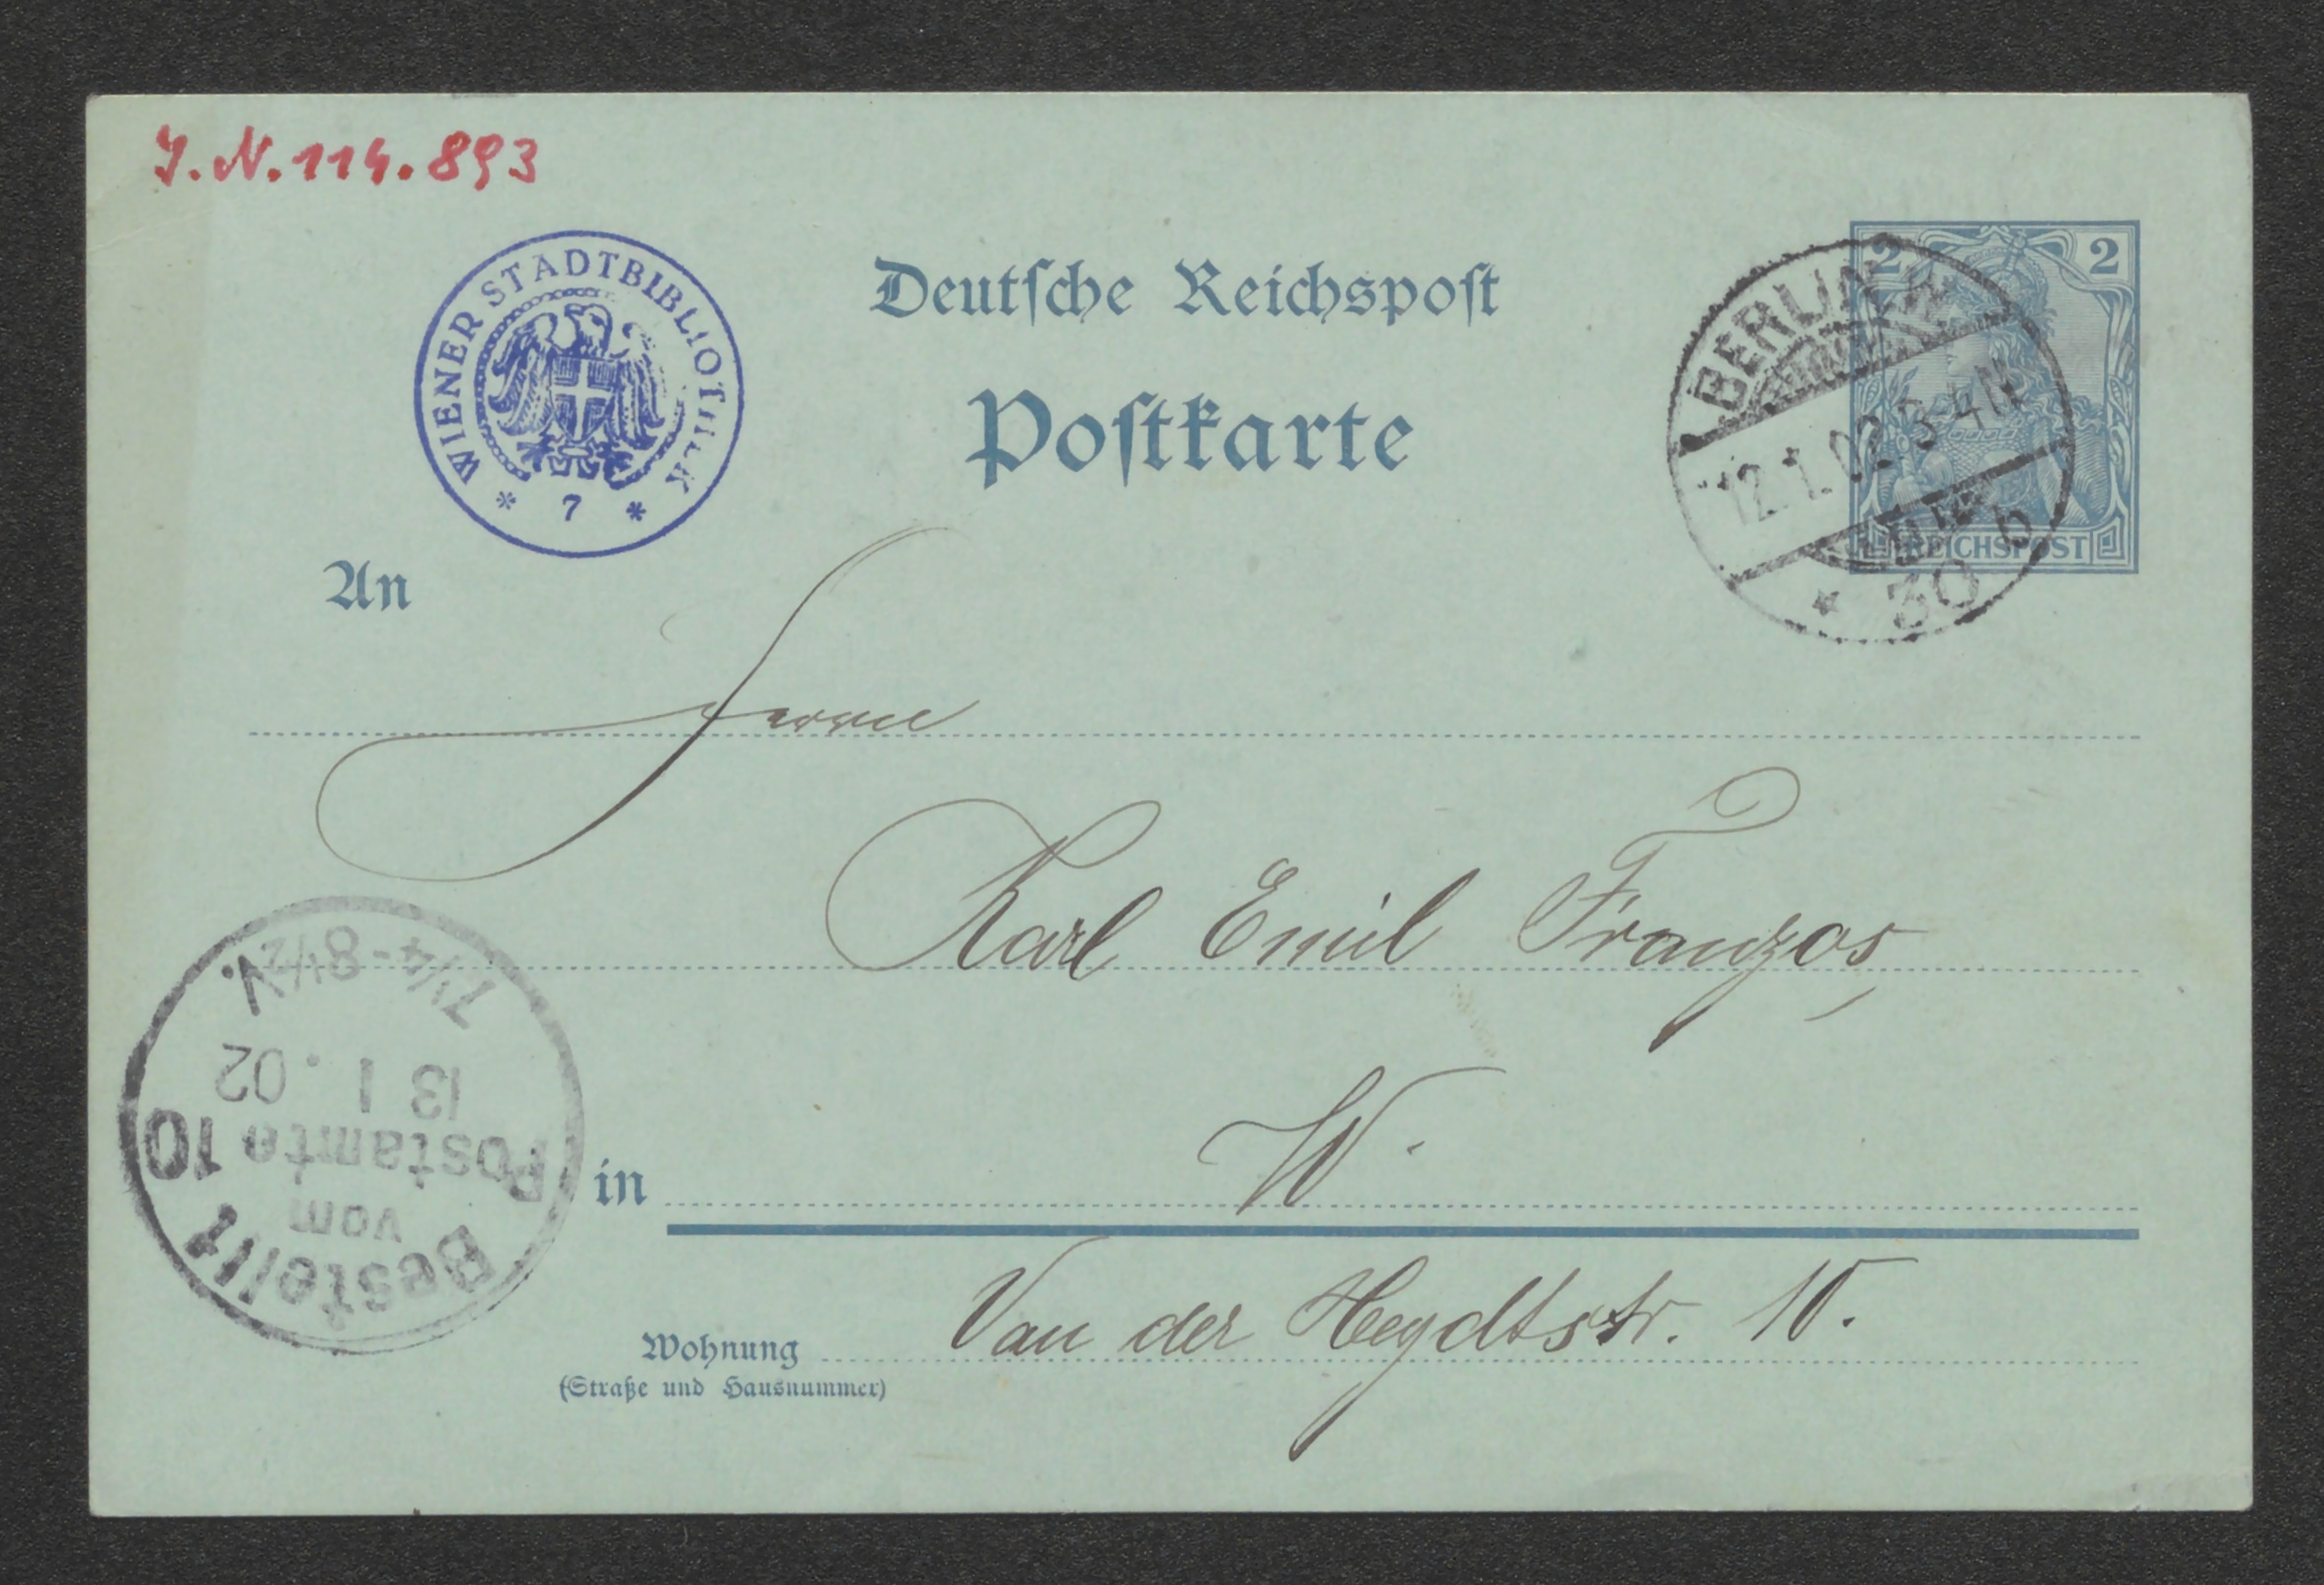 J.N.114.893
WIENER STADTBIBLIOTHEK
* 7 *
Deutsche Reichspost
Postkarte
2 2
REICHSPOST
BERLIN W
12.1.02.3-4N
* 30 b
An
Herrn
Karl Emil Franzos,
in W.
Van der Heydtstr. 10.
Wohnung
(Straße und Hausnummer)
Bestellt
vom
Postamte 10
13 1.02
7¼-8½V.